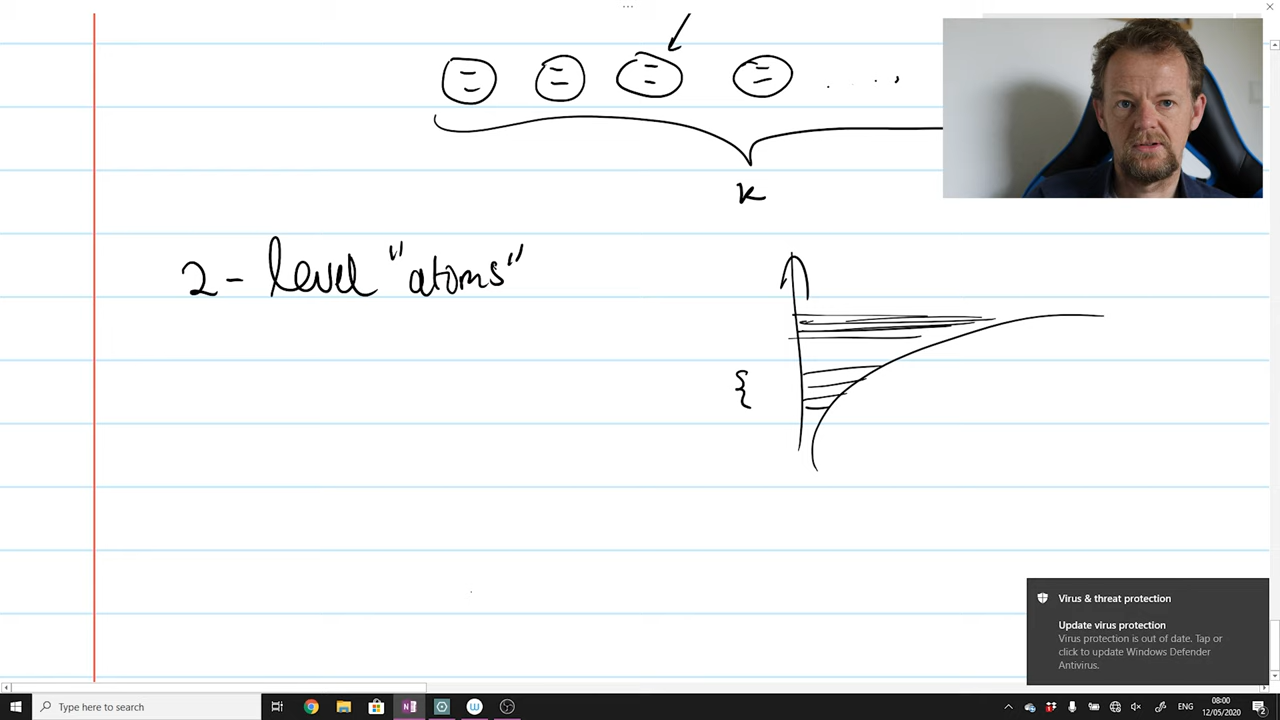 K
2- level "atoms"
Virus & threat protection
Update virus protection
Virus protection is out of date. Tap or
click to update Windows Defender
Antivirus.
Type here to search
ENG
08:00
12/05/2020
2